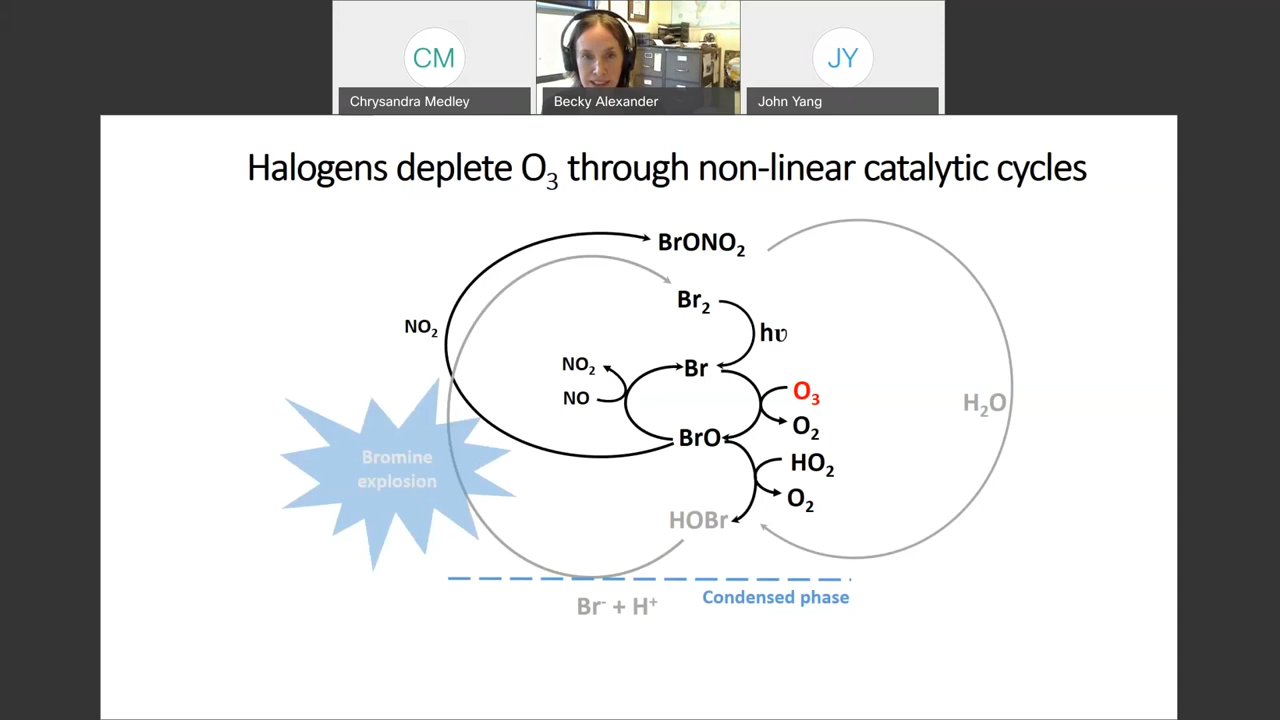 CM
JY
Chrysandra Medley
Becky Alexander
John Yang
Halogens deplete O₃ through non-linear catalytic cycles
BrONO₂
Br₂
NO₂
hυ
NO₂
Br
NO
O₃
O₂
H₂O
BrO
Bromine
explosion
HO₂
O₂
HOBr
Condensed phase
Br⁻ + H⁺